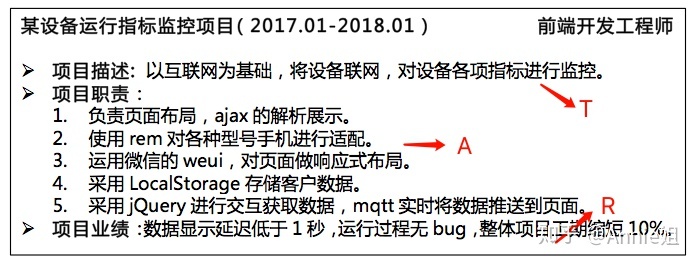 某设备运行指标监控项目(2017.01-2018.01) 前端开发工程师
➢ 项目描述: 以互联网为基础，将设备联网，对设备各项指标进行监控。
➢ 项目职责：
T
1. 负责页面布局，ajax 的解析展示。
2. 使用 rem 对各种型号手机进行适配。 A
3. 运用微信的 weui，对页面做响应式布局。
4. 采用 LocalStorage 存储客户数据。
5. 采用 jQuery 进行交互获取数据，mqtt 实时将数据推送到页面。 R
➢ 项目业绩: 数据显示延迟低于 1 秒，运行过程无 bug，整体项目工期缩短 10%。
知乎 @Annie姐